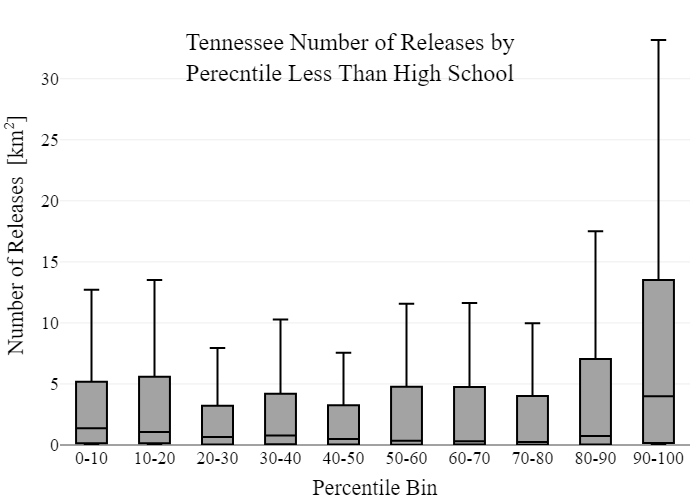 Tennessee Number of Releases by
Perecntile Less Than High School
Number of Releases [km²]
30
25
20
15
10
5
0
0-10 10-20 20-30 30-40 40-50 50-60 60-70 70-80 80-90 90-100
Percentile Bin